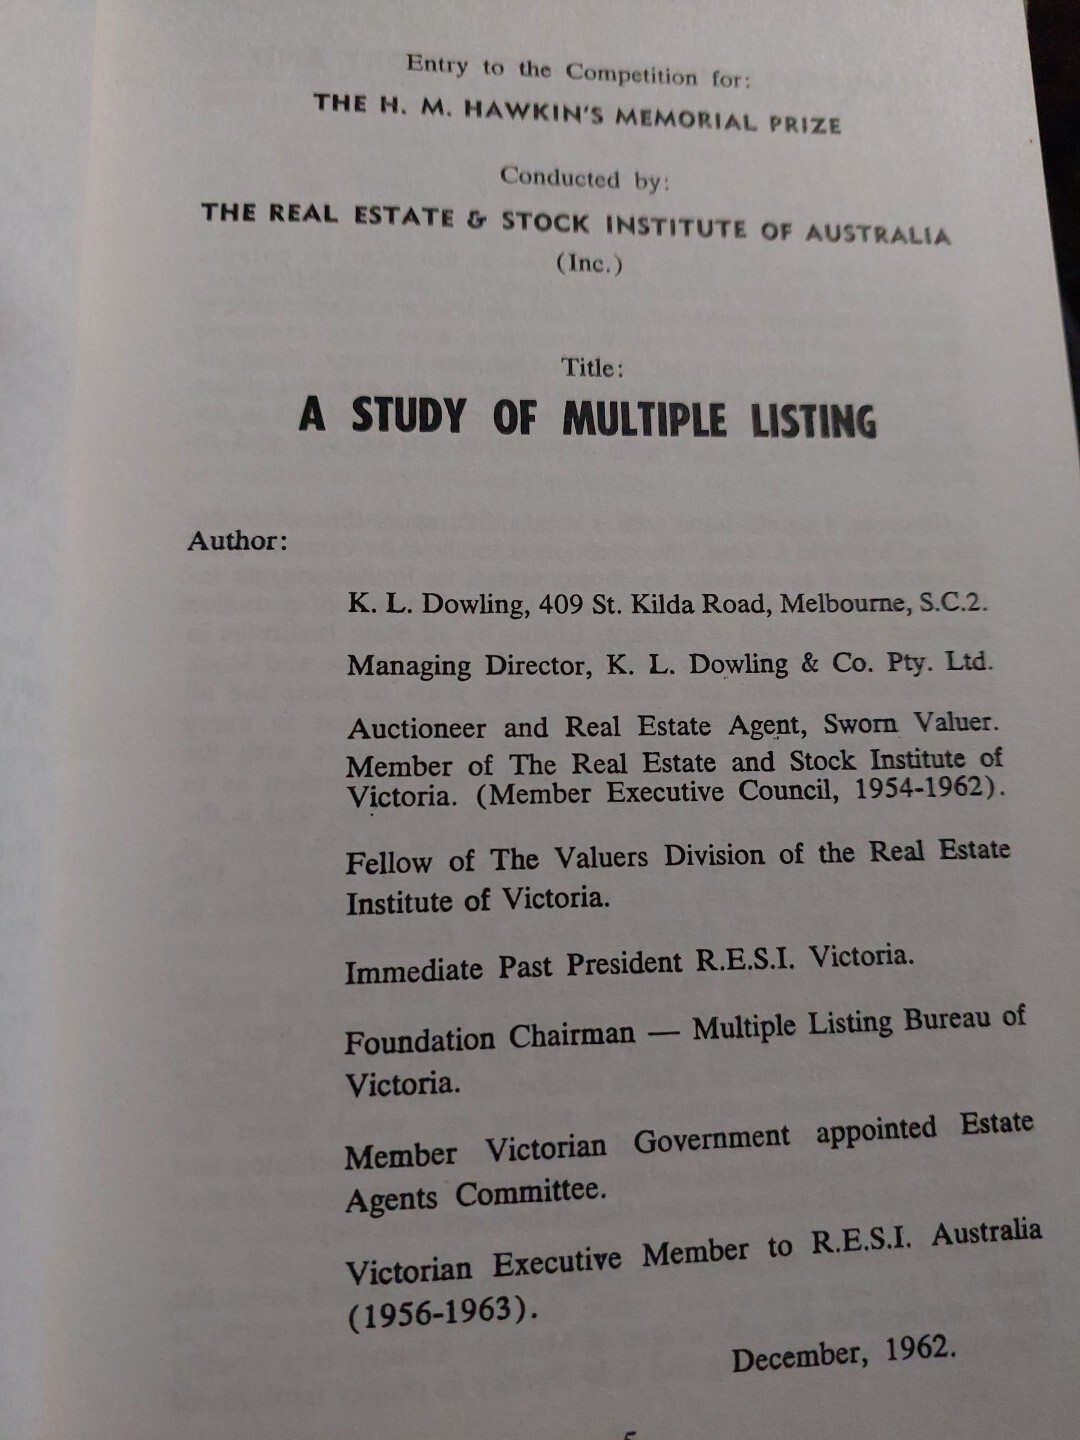 Entry to the Competition for:
THE H. M. HAWKIN'S MEMORIAL PRIZE
Conducted by:
THE REAL ESTATE & STOCK INSTITUTE OF AUSTRALIA
(Inc.)
Title:
A STUDY OF MULTIPLE LISTING
Author:
K. L. Dowling, 409 St. Kilda Road, Melbourne, S.C.2.
Managing Director, K. L. Dowling & Co. Pty. Ltd.
Auctioneer and Real Estate Agent, Sworn Valuer.
Member of The Real Estate and Stock Institute of
Victoria. (Member Executive Council, 1954-1962).
Fellow of The Valuers Division of the Real Estate
Institute of Victoria.
Immediate Past President R.E.S.I. Victoria.
Foundation Chairman — Multiple Listing Bureau of
Victoria.
Member Victorian Government appointed Estate
Agents Committee.
Victorian Executive Member to R.E.S.I. Australia
(1956-1963).
December, 1962.